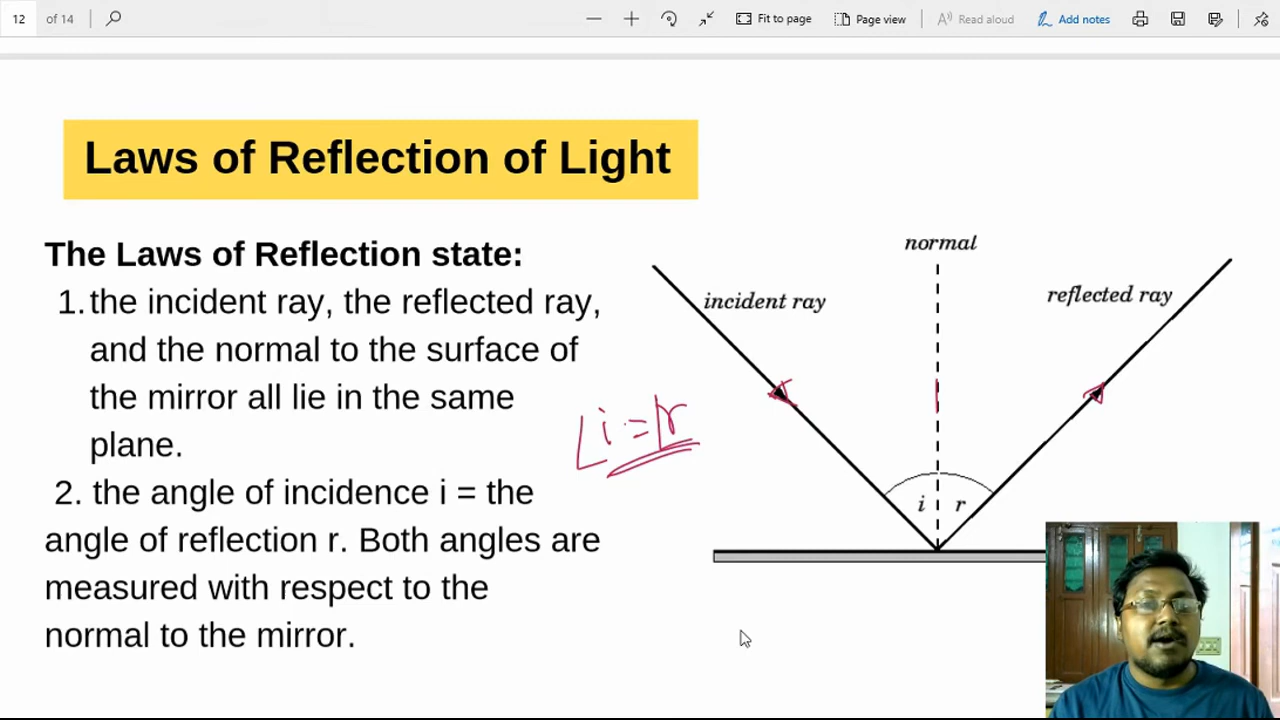 12 of 14 Fit to page Page view Read aloud Add notes
Laws of Reflection of Light
The Laws of Reflection state:
1. the incident ray, the reflected ray,
and the normal to the surface of
the mirror all lie in the same
plane.
2. the angle of incidence i = the
angle of reflection r. Both angles are
measured with respect to the
normal to the mirror.
∠i = ∠r
normal
incident ray
reflected ray
i r